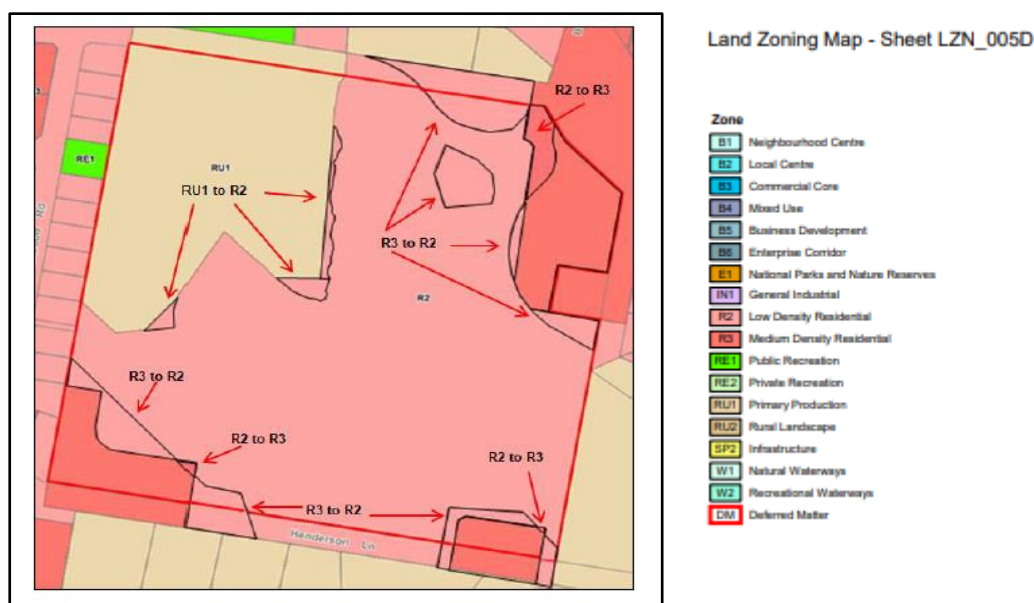 Land Zoning Map - Sheet LZN_005D
R2 to R3
RE1
RU1
RU1 to R2
R3 to R2
R2
R3 to R2
R2 to R3
R2 to R3
R3 to R2
Henderson Ln
Zone
B1 Neighbourhood Centre
B2 Local Centre
B3 Commercial Core
B4 Mixed Use
B5 Business Development
B6 Enterprise Corridor
E1 National Parks and Nature Reserves
IN1 General Industrial
R2 Low Density Residential
R3 Medium Density Residential
RE1 Public Recreation
RE2 Private Recreation
RU1 Primary Production
RU2 Rural Landscape
SP2 Infrastructure
W1 Natural Waterways
W2 Recreational Waterways
DM Deferred Matter